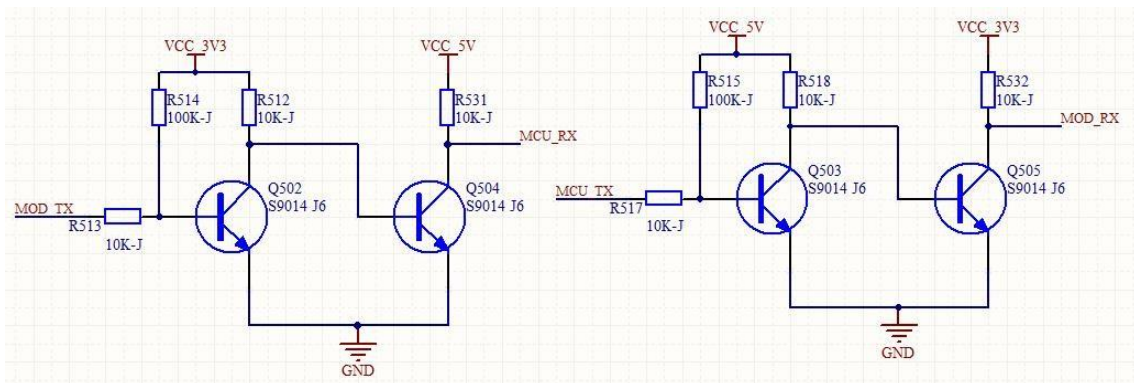 VCC_3V3
R514
100K-J
R512
10K-J
VCC_5V
R531
10K-J
MCU_RX
Q502
S9014 J6
Q504
S9014 J6
MOD_TX
R513
10K-J
GND
VCC_5V
R515
100K-J
R518
10K-J
VCC_3V3
R532
10K-J
MOD_RX
Q503
S9014 J6
Q505
S9014 J6
MCU_TX
R517
10K-J
GND